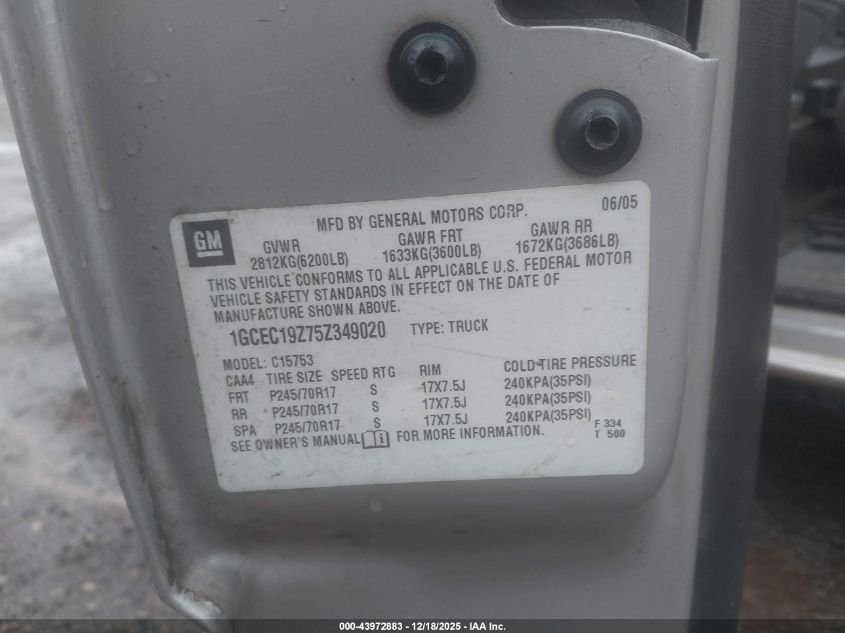 MFD BY GENERAL MOTORS CORP. 06/05
GM
GVWR GAWR FRT GAWR RR
2812KG(6200LB) 1633KG(3600LB) 1672KG(3686LB)
THIS VEHICLE CONFORMS TO ALL APPLICABLE U.S. FEDERAL MOTOR
VEHICLE SAFETY STANDARDS IN EFFECT ON THE DATE OF
MANUFACTURE SHOWN ABOVE.
1GCEC19Z75Z349020 TYPE: TRUCK
MODEL: C15753
CAA4 TIRE SIZE SPEED RTG RIM COLD TIRE PRESSURE
FRT P245/70R17 S 17X7.5J 240KPA(35PSI)
RR P245/70R17 S 17X7.5J 240KPA(35PSI)
SPA P245/70R17 S 17X7.5J 240KPA(35PSI)
SEE OWNER'S MANUAL FOR MORE INFORMATION.
F 334
T 500
000-43972883 | 12/18/2025 - IAA Inc.